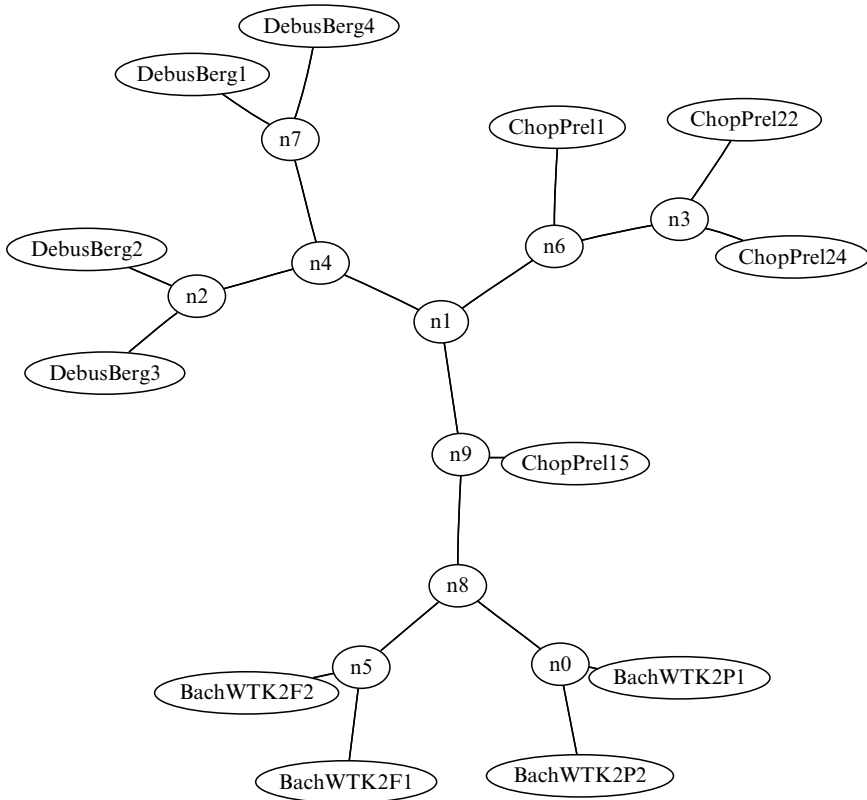 DebusBerg4
DebusBerg1
ChopPrel22
ChopPrel1
n7
n3
DebusBerg2
n6
ChopPrel24
n4
n2
n1
DebusBerg3
n9
ChopPrel15
n8
n5
n0
BachWTK2P1
BachWTK2F2
BachWTK2P2
BachWTK2F1